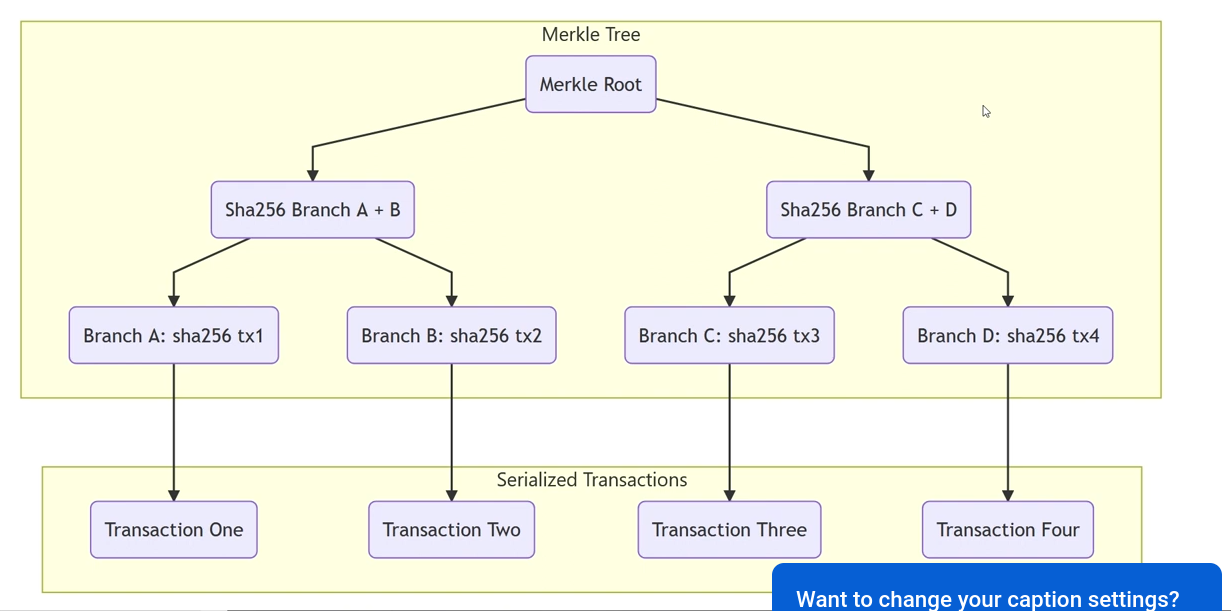 Merkle Tree
Merkle Root
Sha256 Branch A + B
Sha256 Branch C + D
Branch A: sha256 tx1
Branch B: sha256 tx2
Branch C: sha256 tx3
Branch D: sha256 tx4
Serialized Transactions
Transaction One
Transaction Two
Transaction Three
Transaction Four
Want to change your caption settings?